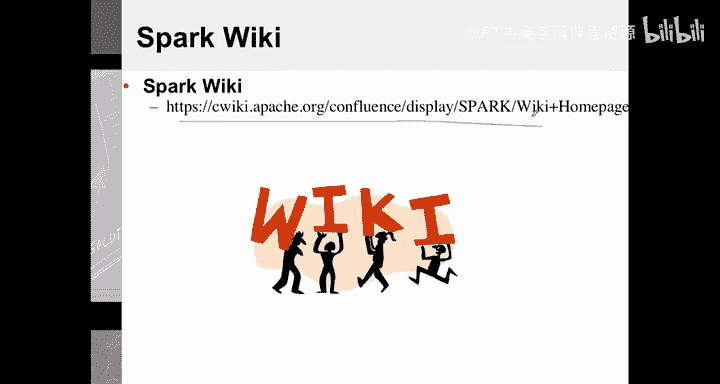 Spark Wiki
bilibili
• Spark Wiki
– https://cwiki.apache.org/confluence/display/SPARK/Wiki+Homepage
WIKI